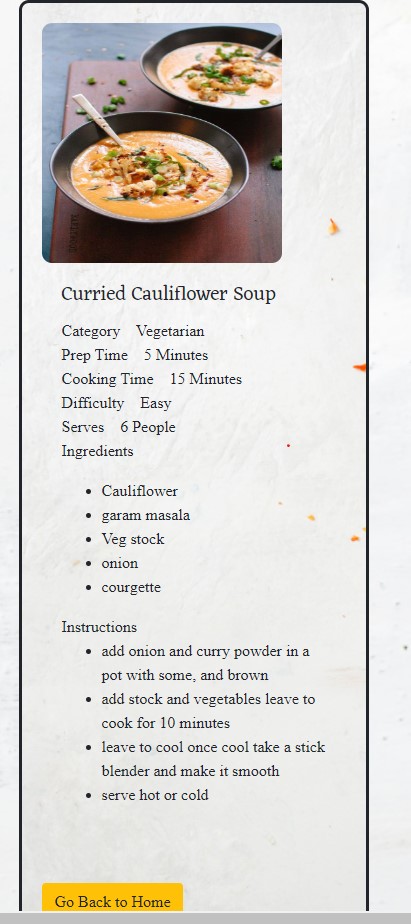 Curried Cauliflower Soup
Category Vegetarian
Prep Time 5 Minutes
Cooking Time 15 Minutes
Difficulty Easy
Serves 6 People
Ingredients
Cauliflower
garam masala
Veg stock
onion
courgette
Instructions
add onion and curry powder in a
pot with some, and brown
add stock and vegetables leave to
cook for 10 minutes
leave to cool once cool take a stick
blender and make it smooth
serve hot or cold
Go Back to Home